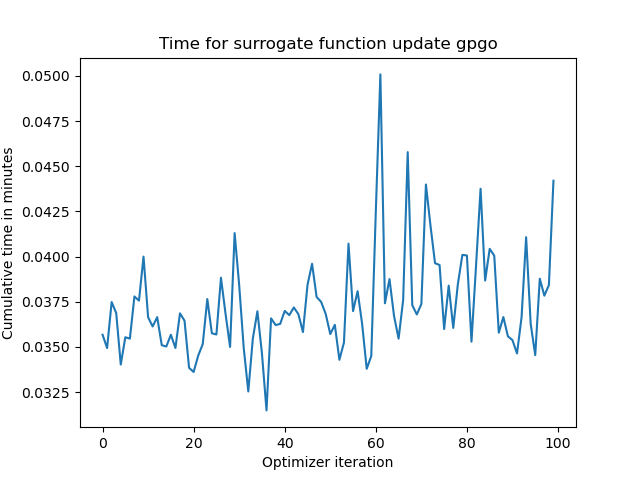 Time for surrogate function update gpgo
Cumulative time in minutes
0.0500
0.0475
0.0450
0.0425
0.0400
0.0375
0.0350
0.0325
0 20 40 60 80 100
Optimizer iteration